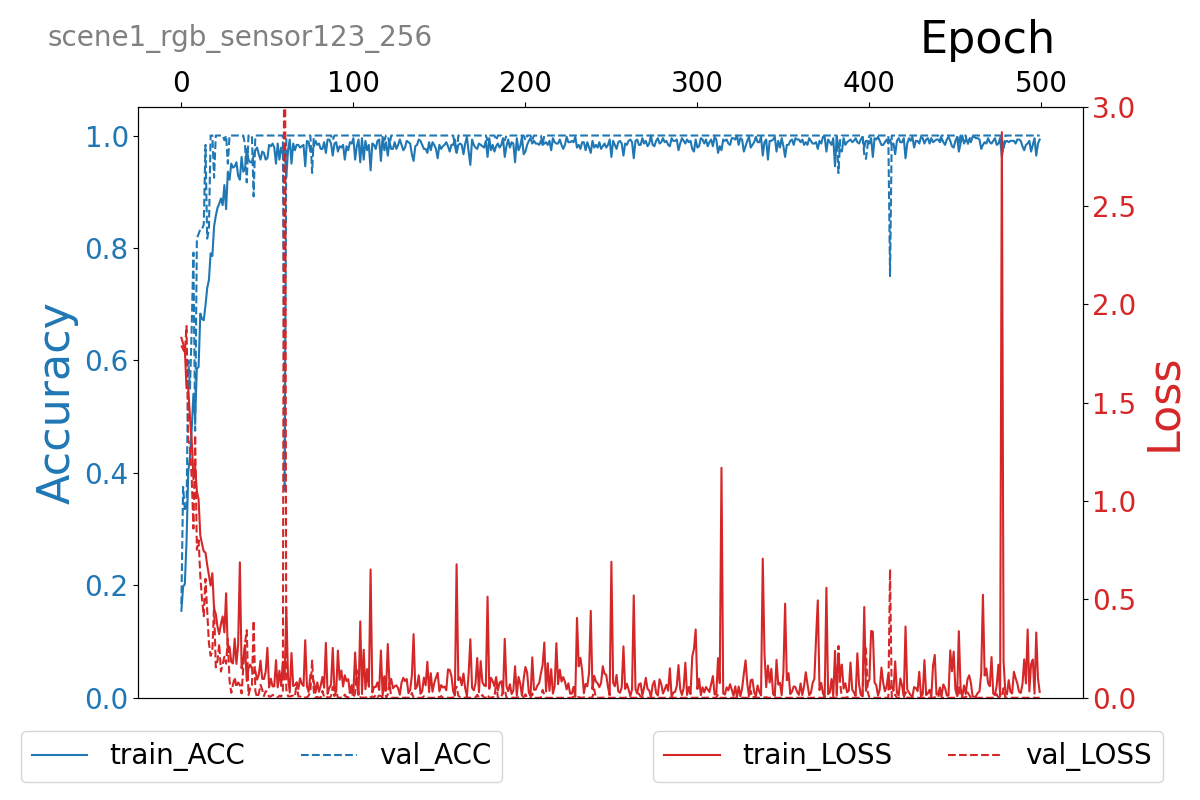 scene1_rgb_sensor123_256
Epoch
0 100 200 300 400 500
1.0
0.8
0.6
0.4
0.2
0.0
Accuracy
3.0
2.5
2.0
1.5
1.0
0.5
0.0
Loss
train_ACC val_ACC
train_LOSS val_LOSS